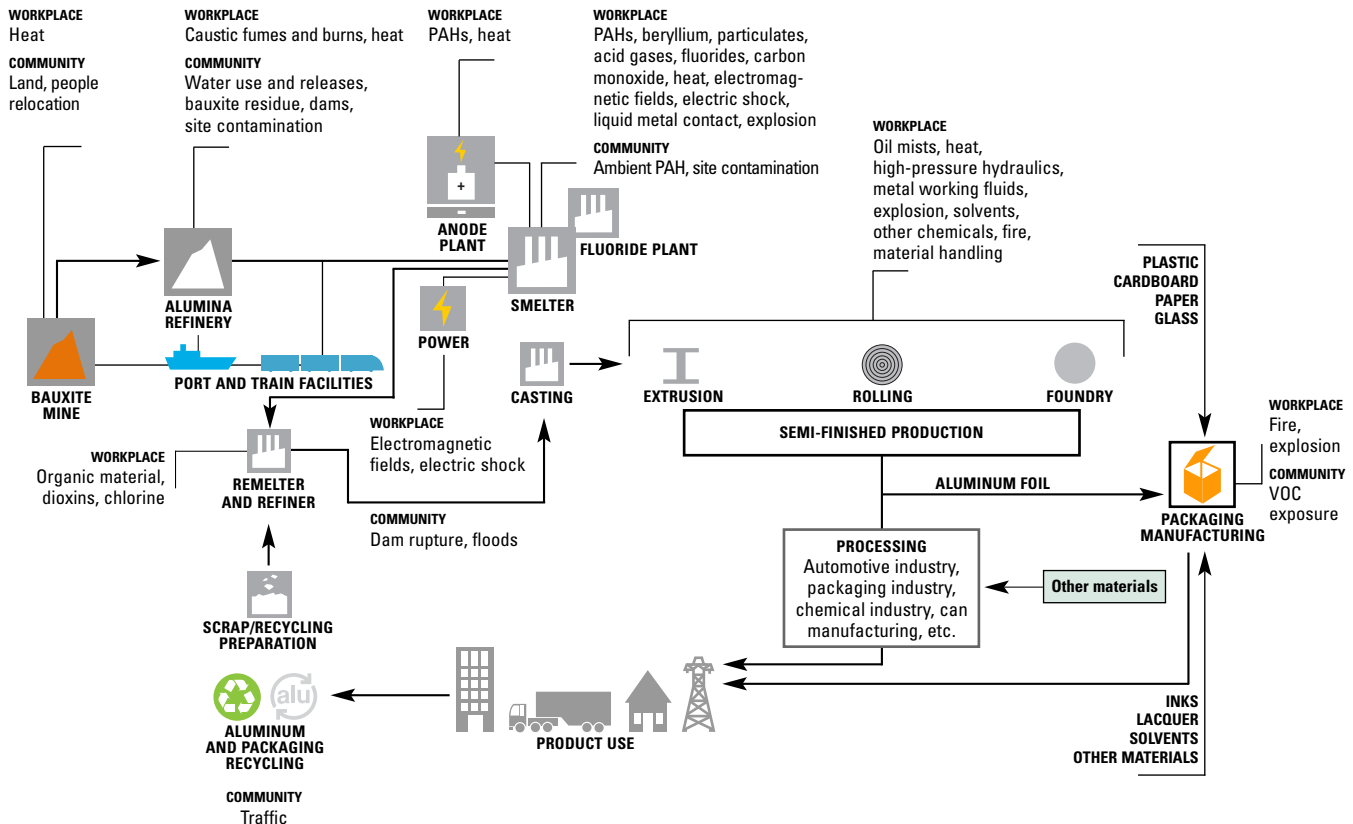 WORKPLACE
Heat
COMMUNITY
Land, people
relocation
WORKPLACE
Caustic fumes and burns, heat
COMMUNITY
Water use and releases,
bauxite residue, dams,
site contamination
WORKPLACE
PAHs, heat
WORKPLACE
PAHs, beryllium, particulates,
acid gases, fluorides, carbon
monoxide, heat, electromag-
netic fields, electric shock,
liquid metal contact, explosion
COMMUNITY
Ambient PAH, site contamination
WORKPLACE
Oil mists, heat,
high-pressure hydraulics,
metal working fluids,
explosion, solvents,
other chemicals, fire,
material handling
+
ANODE
PLANT
FLUORIDE PLANT
SMELTER
ALUMINA
REFINERY
POWER
BAUXITE
MINE
PORT AND TRAIN FACILITIES
CASTING
EXTRUSION
ROLLING
FOUNDRY
SEMI-FINISHED PRODUCTION
PLASTIC
CARDBOARD
PAPER
GLASS
WORKPLACE
Fire,
explosion
COMMUNITY
VOC
exposure
WORKPLACE
Organic material,
dioxins, chlorine
REMELTER
AND REFINER
WORKPLACE
Electromagnetic
fields, electric shock
COMMUNITY
Dam rupture, floods
ALUMINUM FOIL
PACKAGING
MANUFACTURING
PROCESSING
Automotive industry,
packaging industry,
chemical industry, can
manufacturing, etc.
Other materials
SCRAP/RECYCLING
PREPARATION
alu
ALUMINUM
AND PACKAGING
RECYCLING
PRODUCT USE
INKS
LACQUER
SOLVENTS
OTHER MATERIALS
COMMUNITY
Traffic